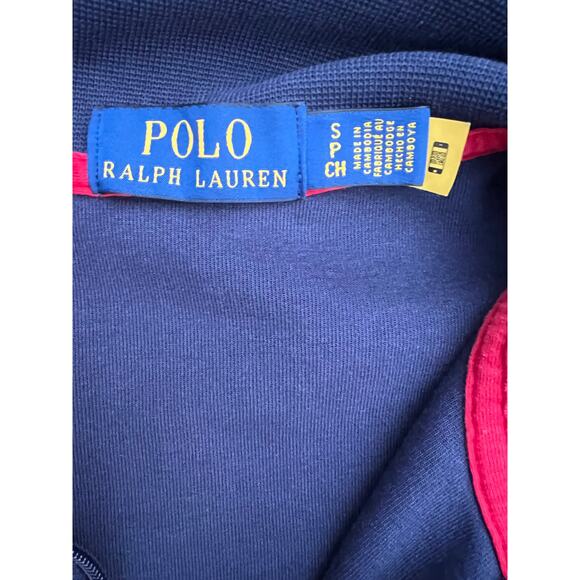 POLO
RALPH LAUREN
S
P
CH
MADE IN
CAMBODIA
FABRIQUÉ AU
CAMBODGE
HECHO EN
CAMBOYA